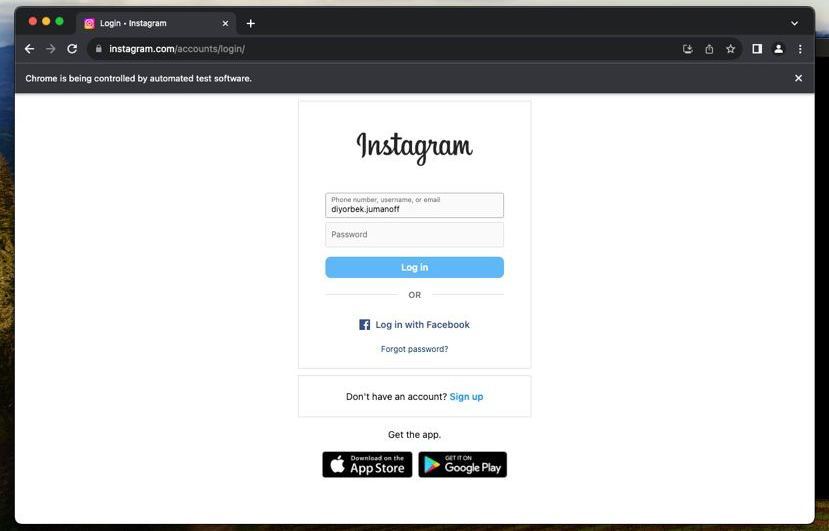 Login • Instagram
instagram.com/accounts/login/
Chrome is being controlled by automated test software.
Instagram
Phone number, username, or email
diyorbek.jumanoff
Password
Log in
OR
Log in with Facebook
Forgot password?
Don't have an account? Sign up
Get the app.
Download on the
App Store
GET IT ON
Google Play